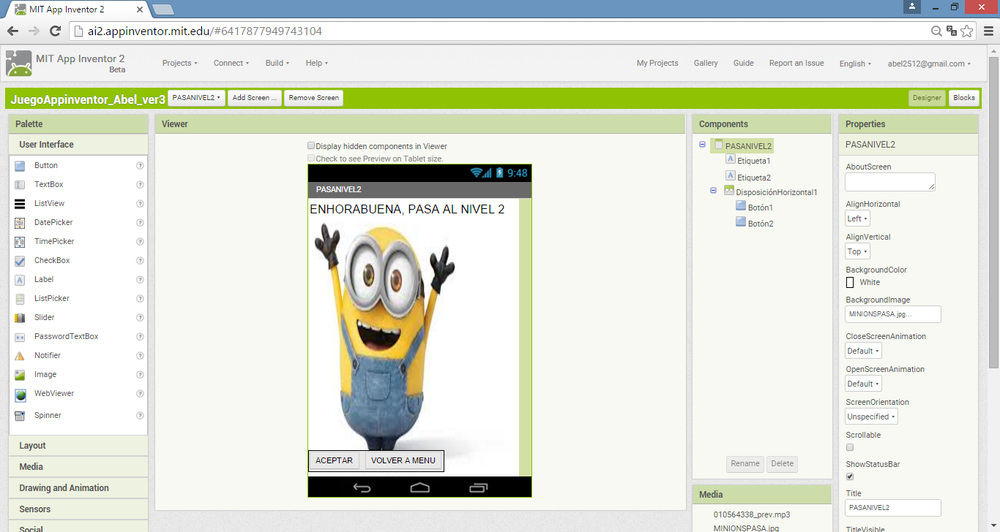 MIT App Inventor 2
ai2.appinventor.mit.edu/#6417877949743104
MIT App Inventor 2
Beta
Projects
Connect
Build
Help
My Projects
Gallery
Guide
Report an Issue
English
abel2512@gmail.com
JuegoAppinventor_Abel_ver3
PASANIVEL2
Add Screen ...
Remove Screen
Designer
Blocks
Palette
User Interface
Button
TextBox
ListView
DatePicker
TimePicker
CheckBox
Label
ListPicker
Slider
PasswordTextBox
Notifier
Image
WebViewer
Spinner
Layout
Media
Drawing and Animation
Sensors
Social
Viewer
Display hidden components in Viewer
Check to see Preview on Tablet size.
9:48
PASANIVEL2
ENHORABUENA, PASA AL NIVEL 2
ACEPTAR
VOLVER A MENU
Components
PASANIVEL2
Etiqueta1
Etiqueta2
DisposiciónHorizontal1
Botón1
Botón2
Rename
Delete
Media
010564338_prev.mp3
MINIONSPASA.jpg
Properties
PASANIVEL2
AboutScreen
AlignHorizontal
Left
AlignVertical
Top
BackgroundColor
White
BackgroundImage
MINIONSPASA.jpg...
CloseScreenAnimation
Default
OpenScreenAnimation
Default
ScreenOrientation
Unspecified
Scrollable
ShowStatusBar
Title
PASANIVEL2
TitleVisible